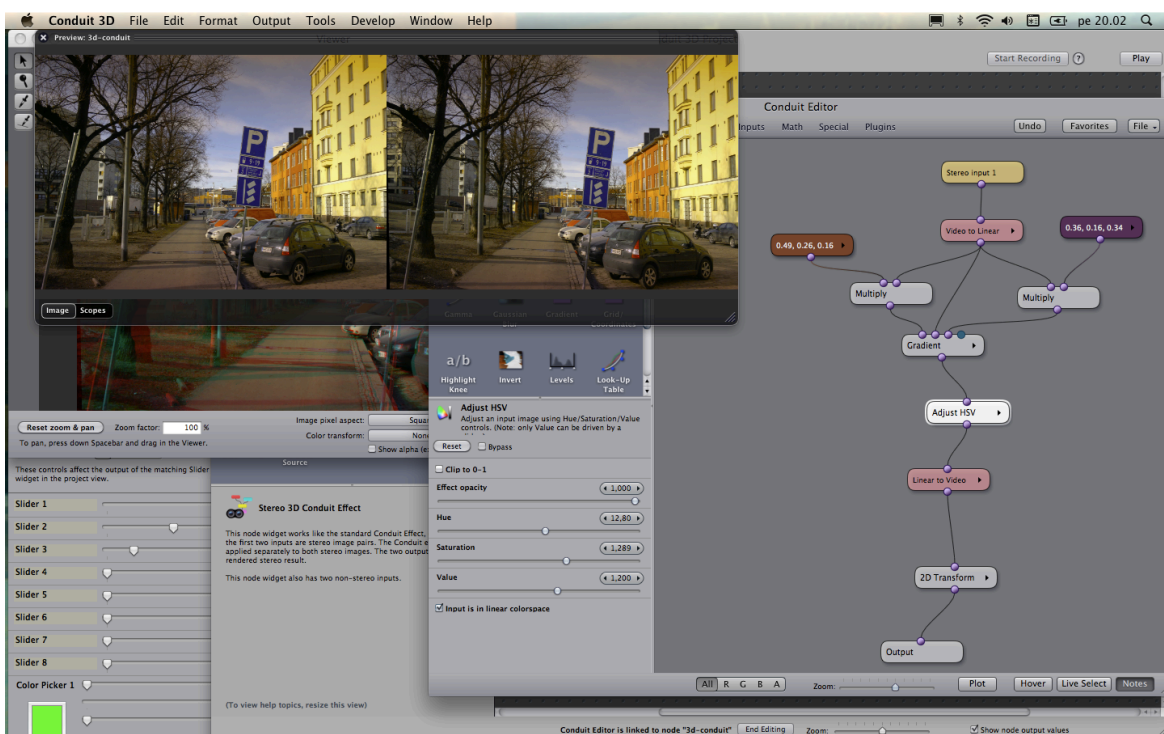 Conduit 3D File Edit Format Output Tools Develop Window Help
pe 20.02
Preview: 3d-conduit
Viewer
Start Recording ? Play
Conduit Editor
Inputs Math Special Plugins
Undo Favorites File
Stereo input 1
Video to Linear
0.36, 0.16, 0.34
0.49, 0.26, 0.16
Multiply
Multiply
Gradient
Adjust HSV
Linear to Video
2D Transform
Output
P
Image Scopes
Gamma Gaussian Blur Gradient Grid/Coordinates
a/b
Highlight Knee
Invert
Levels
Look-Up Table
Adjust HSV
Adjust an input image using Hue/Saturation/Value
controls. (Note: only Value can be driven by a
Reset Bypass
Clip to 0-1
Effect opacity 1,000
Hue 12,80
Saturation 1,289
Value 1,200
Input is in linear colorspace
Reset zoom & pan Zoom factor: 100 %
To pan, press down Spacebar and drag in the Viewer.
Image pixel aspect: Squar
Color transform: None
Show alpha (e
These controls affect the output of the matching Slider
widget in the project view.
Slider 1
Slider 2
Slider 3
Slider 4
Slider 5
Slider 6
Slider 7
Slider 8
Color Picker 1
Source
Stereo 3D Conduit Effect
This node widget works like the standard Conduit Effect,
the first two inputs are stereo image pairs. The Conduit e
applied separately to both stereo images. The two output
rendered stereo result.
This node widget also has two non-stereo inputs.
(To view help topics, resize this view)
All R G B A
Zoom:
Plot Hover Live Select Notes
Conduit Editor is linked to node "3d-conduit" End Editing Zoom: Show node output values